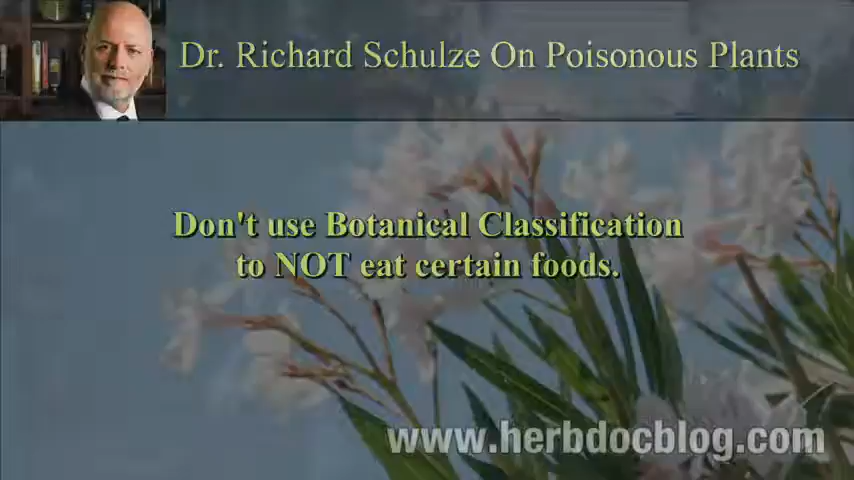 Dr. Richard Schulze On Poisonous Plants
Don't use Botanical Classification
to NOT eat certain foods.
www.herbdocblog.com